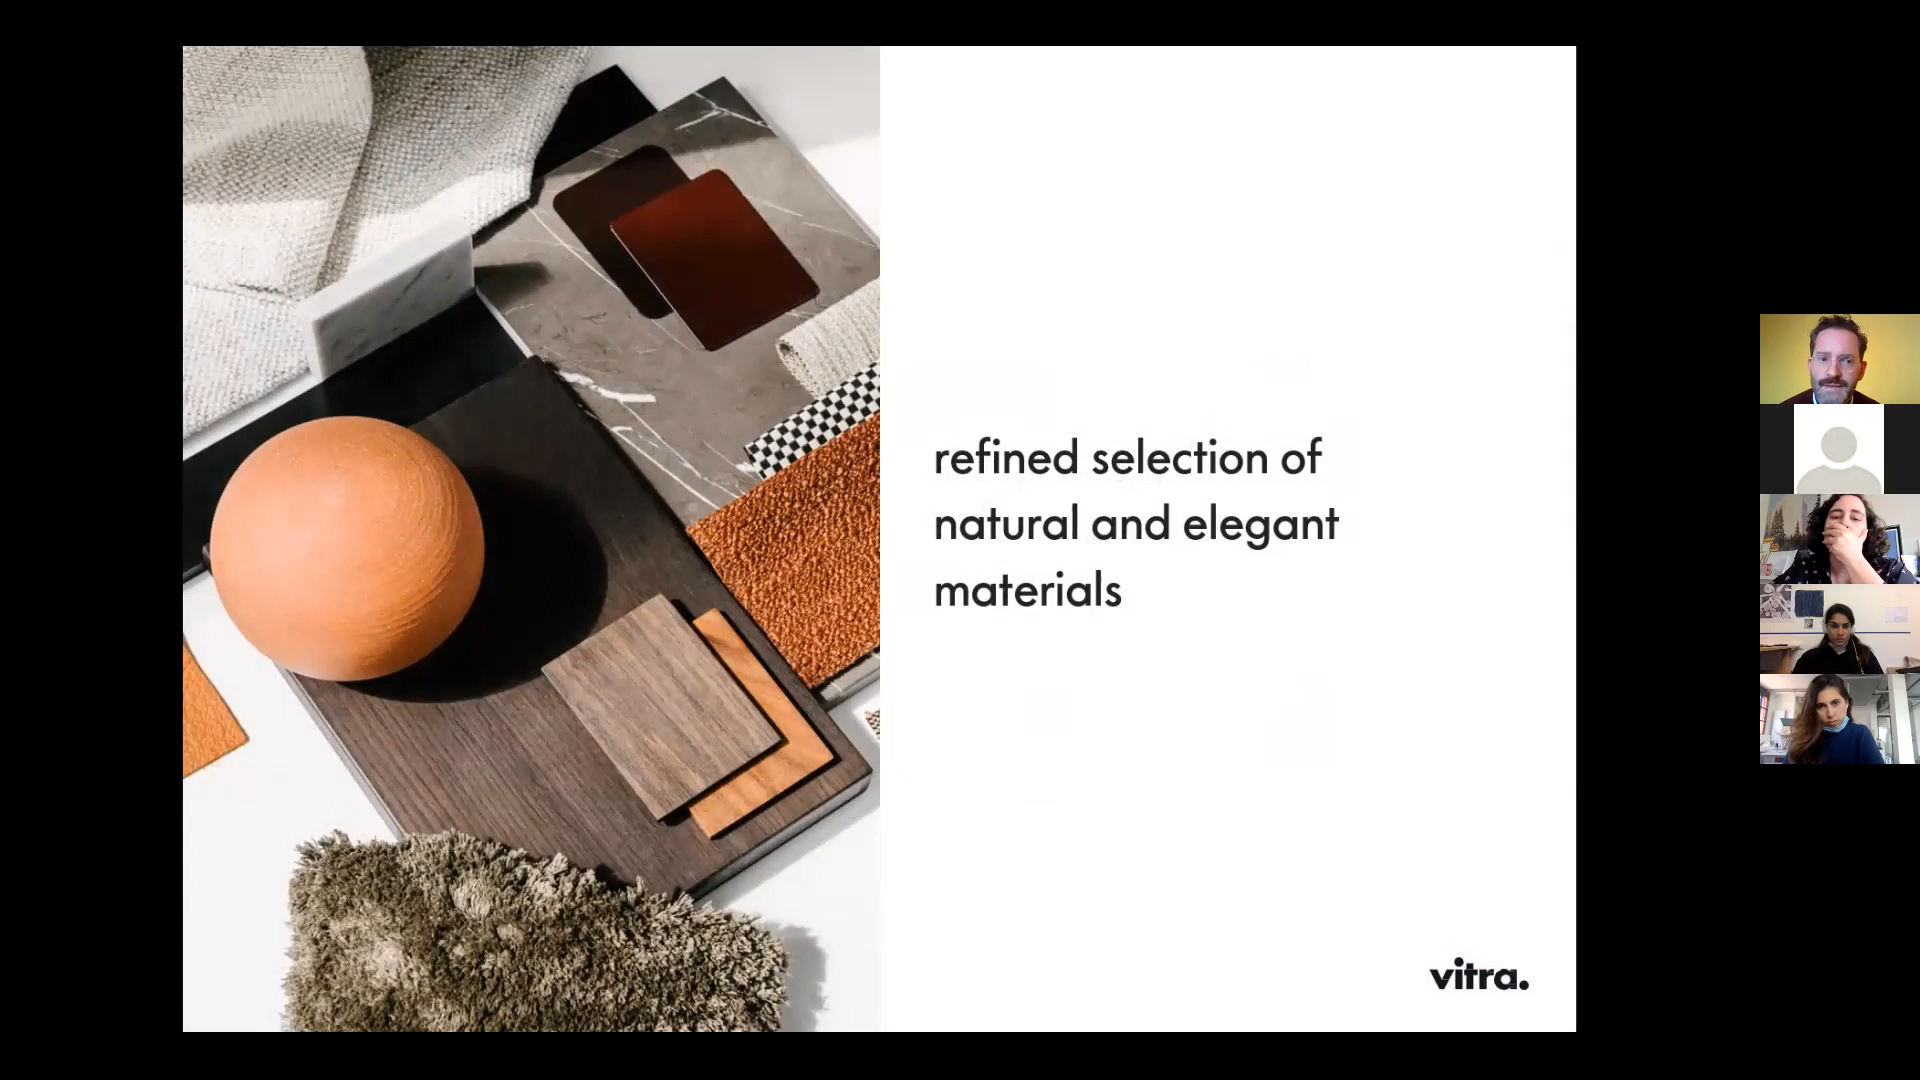 refined selection of
natural and elegant
materials
vitra.